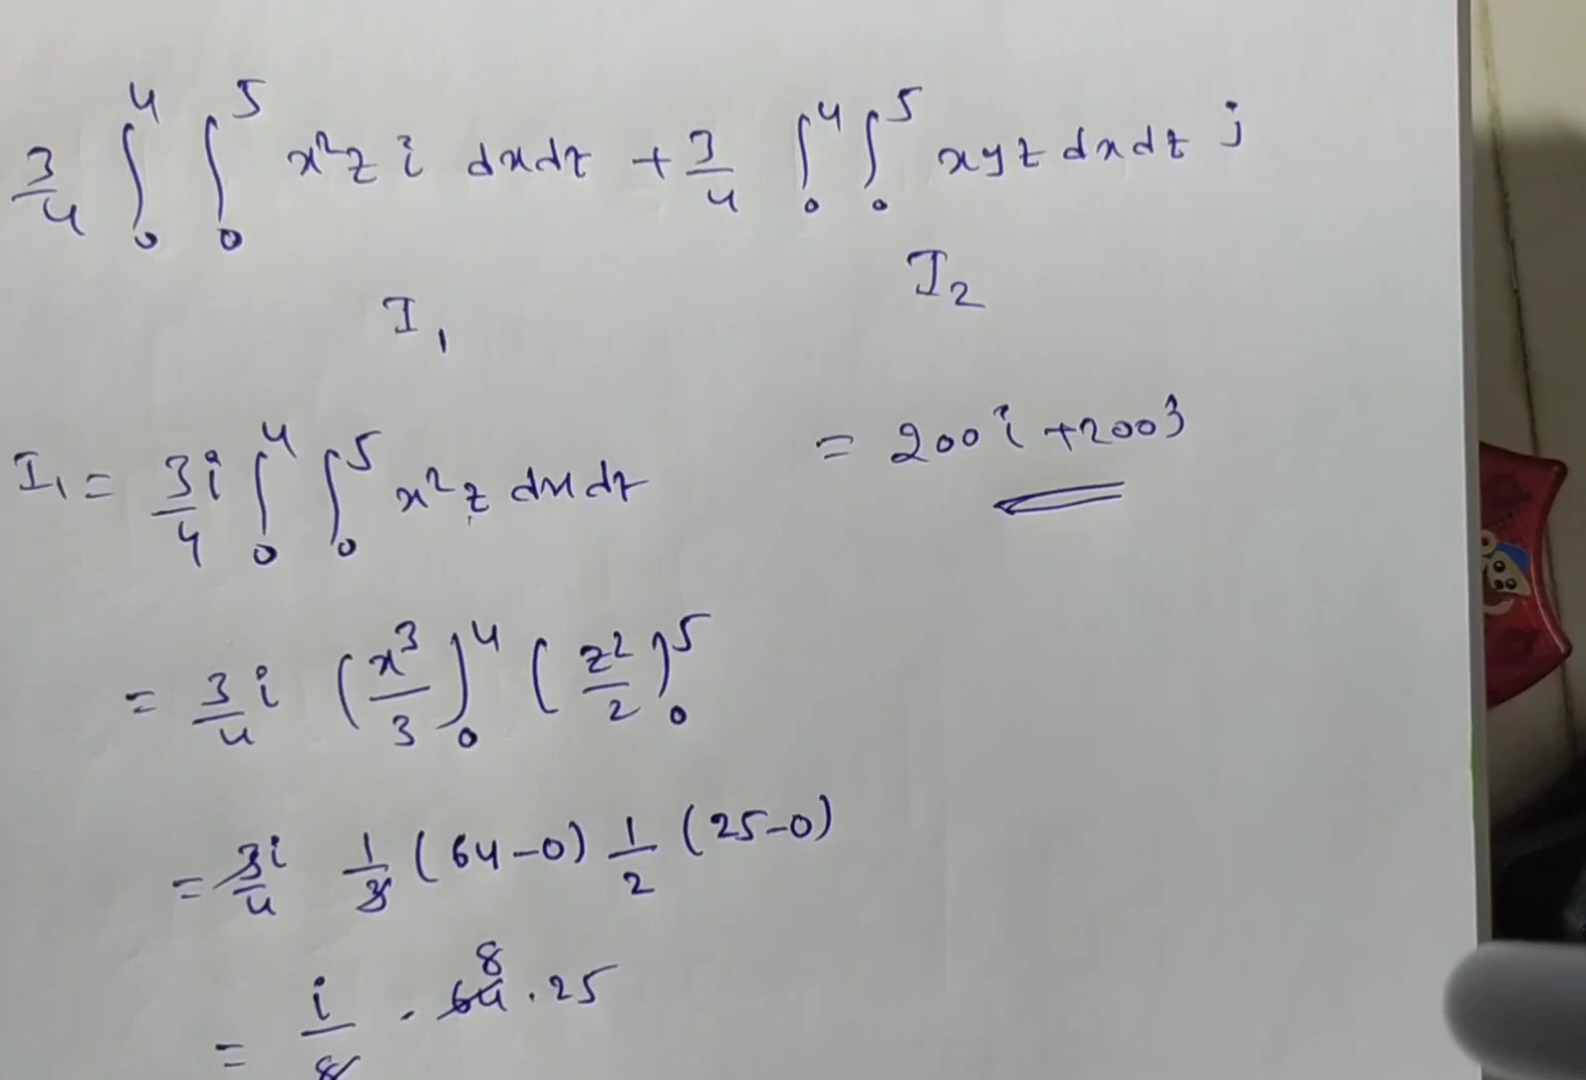 3/4 ∫₀⁴ ∫₀⁵ x²z i dxdz + 3/4 ∫₀⁴ ∫₀⁵ xyz dxdz j
I₁ I₂
I₁ = 3i/4 ∫₀⁴ ∫₀⁵ x²z dxdz
= 200i +200j
= 3/4 i (x³/3)₀⁴ (z²/2)₀⁵
= 3i/4 1/3 (64-0) 1/2 (25-0)
= i/8 . 64 8 . 25